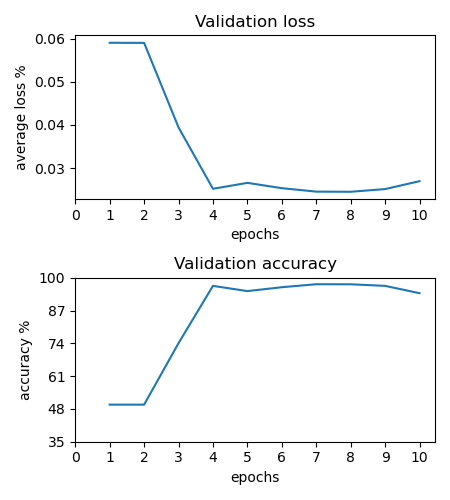 Validation loss
0.06
0.05
0.04
0.03
average loss %
0 1 2 3 4 5 6 7 8 9 10
epochs
Validation accuracy
100
87
74
61
48
35
accuracy %
0 1 2 3 4 5 6 7 8 9 10
epochs